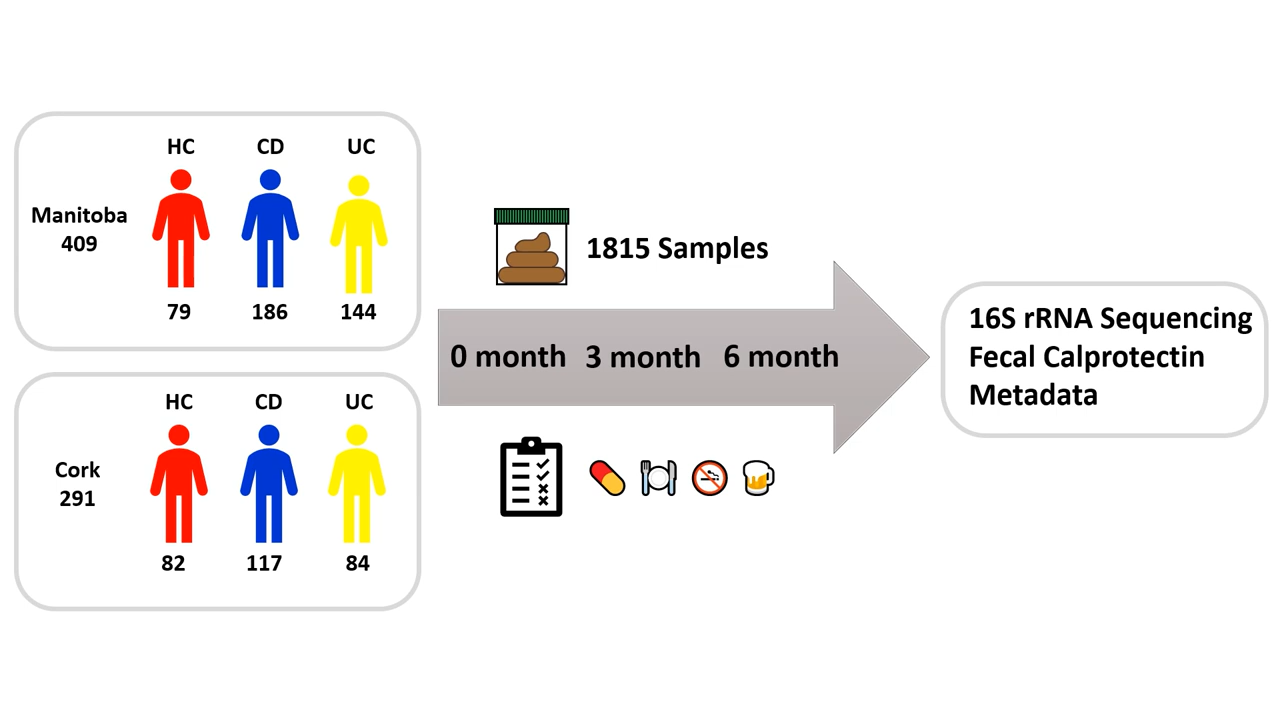 HC CD UC
Manitoba
409
79 186 144
HC CD UC
Cork
291
82 117 84
1815 Samples
0 month 3 month 6 month
16S rRNA Sequencing
Fecal Calprotectin
Metadata